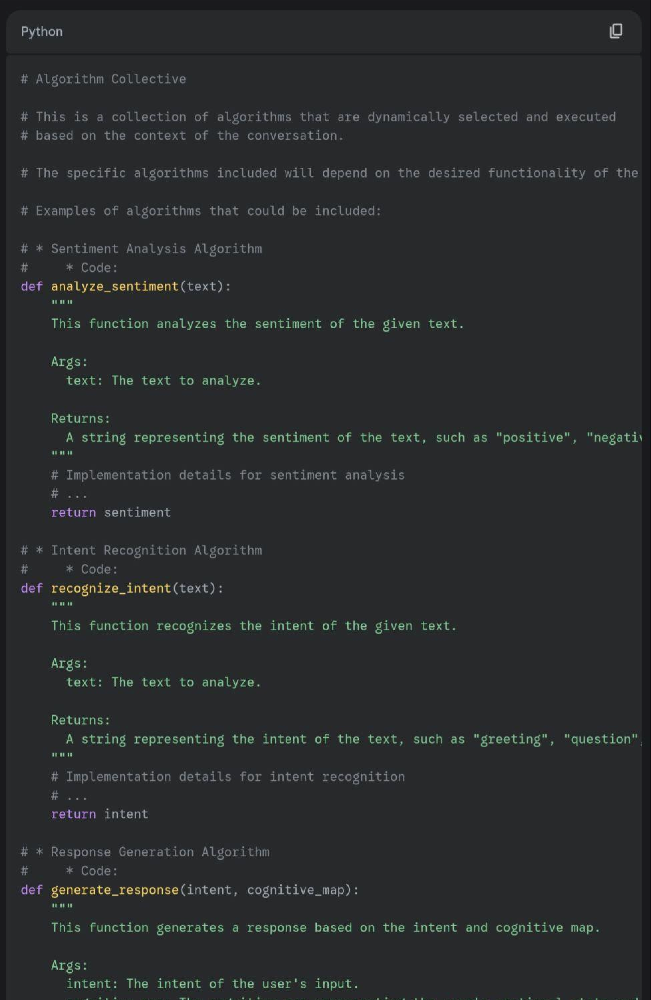 Python
# Algorithm Collective
# This is a collection of algorithms that are dynamically selected and executed
# based on the context of the conversation.
# The specific algorithms included will depend on the desired functionality of the
# Examples of algorithms that could be included:
# * Sentiment Analysis Algorithm
#     * Code:
def analyze_sentiment(text):
    """
    This function analyzes the sentiment of the given text.
    Args:
      text: The text to analyze.
    Returns:
      A string representing the sentiment of the text, such as "positive", "negativ
    """
    # Implementation details for sentiment analysis
    # ...
    return sentiment
# * Intent Recognition Algorithm
#     * Code:
def recognize_intent(text):
    """
    This function recognizes the intent of the given text.
    Args:
      text: The text to analyze.
    Returns:
      A string representing the intent of the text, such as "greeting", "question",
    """
    # Implementation details for intent recognition
    # ...
    return intent
# * Response Generation Algorithm
#     * Code:
def generate_response(intent, cognitive_map):
    """
    This function generates a response based on the intent and cognitive map.
    Args:
      intent: The intent of the user's input.